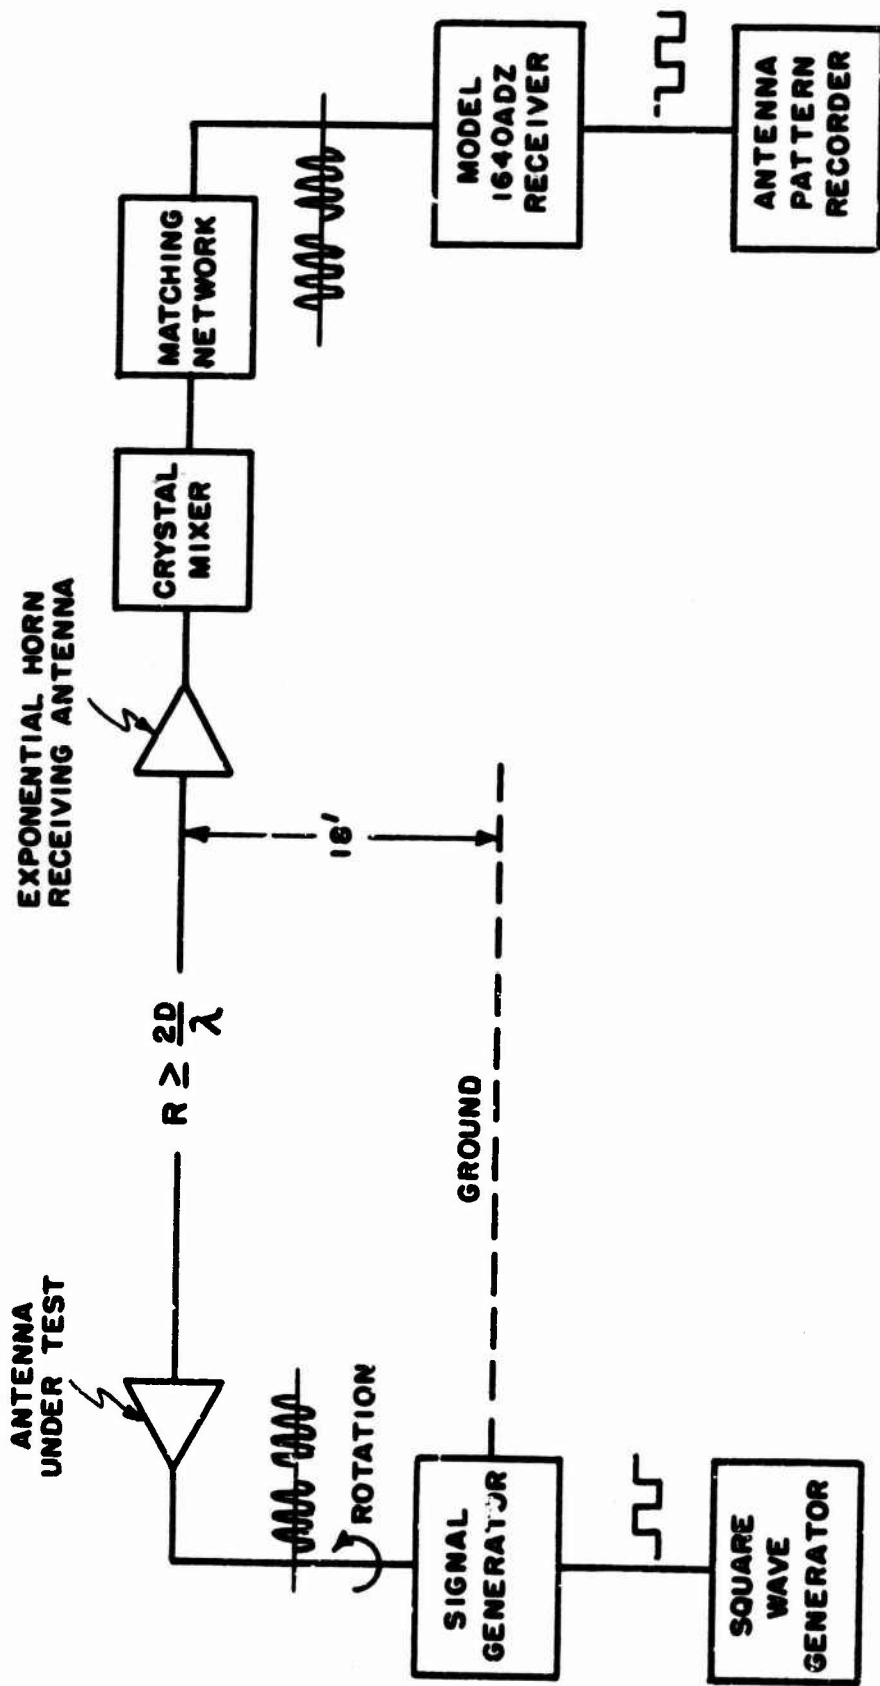 ANTENNA
UNDER TEST
R ≥ 2D
λ
EXPONENTIAL HORN
RECEIVING ANTENNA
CRYSTAL
MIXER
MATCHING
NETWORK
ROTATION
18'
SIGNAL
GENERATOR
GROUND
MODEL
1640ADZ
RECEIVER
SQUARE
WAVE
GENERATOR
ANTENNA
PATTERN
RECORDER